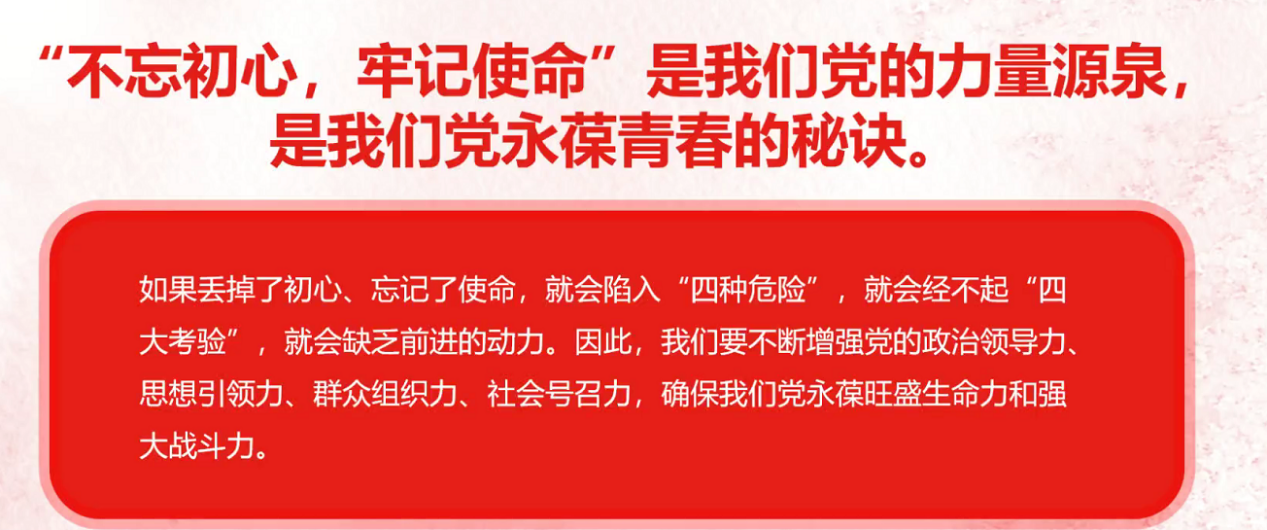 “不忘初心，牢记使命”是我们党的力量源泉，
是我们党永葆青春的秘诀。
如果丢掉了初心、忘记了使命，就会陷入“四种危险”，就会经不起“四
大考验”，就会缺乏前进的动力。因此，我们要不断增强党的政治领导力、
思想引领力、群众组织力、社会号召力，确保我们党永葆旺盛生命力和强
大战斗力。